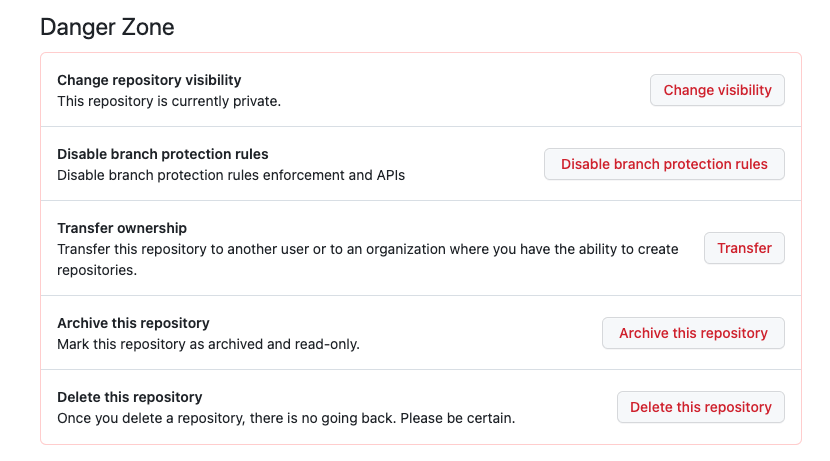 Danger Zone
Change repository visibility
This repository is currently private.
Change visibility
Disable branch protection rules
Disable branch protection rules enforcement and APIs
Disable branch protection rules
Transfer ownership
Transfer this repository to another user or to an organization where you have the ability to create
repositories.
Transfer
Archive this repository
Mark this repository as archived and read-only.
Archive this repository
Delete this repository
Once you delete a repository, there is no going back. Please be certain.
Delete this repository